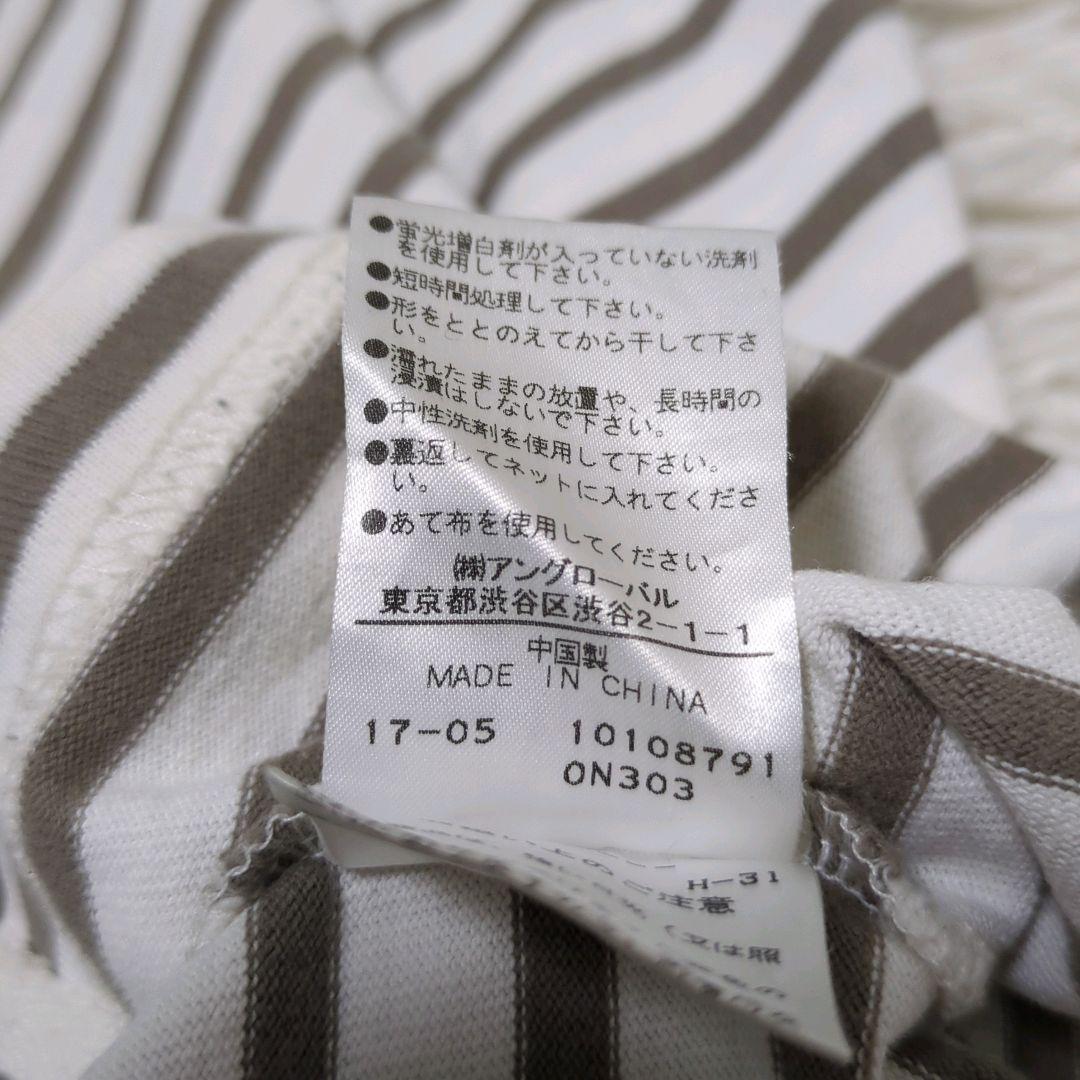 ●蛍光増白剤が入っていない洗剤
を使用して下さい。
●短時間処理して下さい。
●形をととのえてから干して下さ
い。
●濡れたままの放置や、長時間の
浸漬はしないで下さい。
●中性洗剤を使用して下さい。
●裏返してネットに入れてくださ
い。
●あて布を使用してください。
㈱アングローバル
東京都渋谷区渋谷2-1-1
中国製
MADE IN CHINA
17-05 10108791
0N303
H-31
のご注意
(又は照